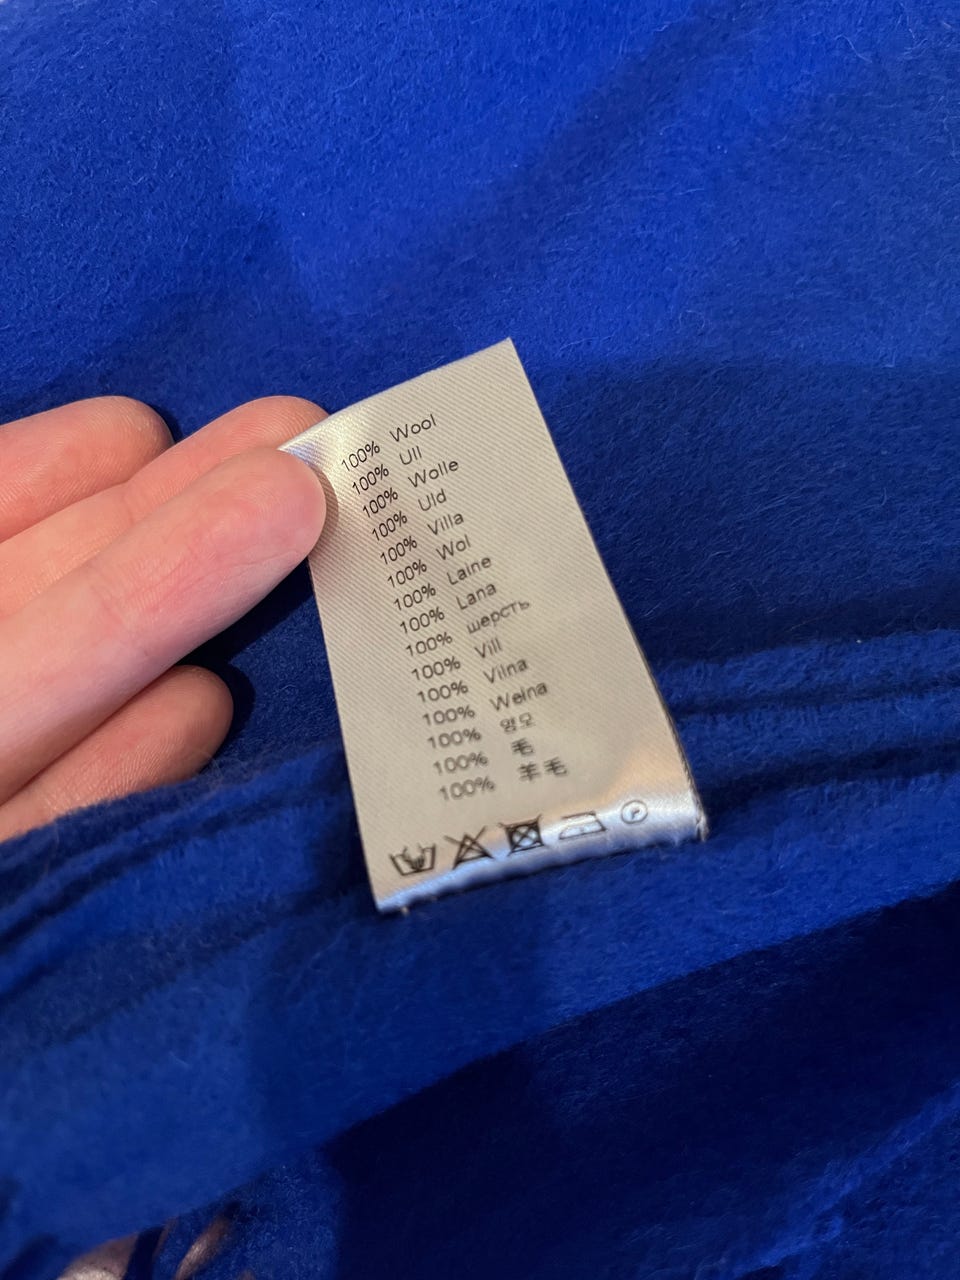 100% Wool
100% Ull
100% Wolle
100% Uld
100% Villa
100% Wol
100% Laine
100% Lana
100% шерсть
100% Vill
100% Vilna
100% Wełna
100% 양모
100% 毛
100% 羊毛
P